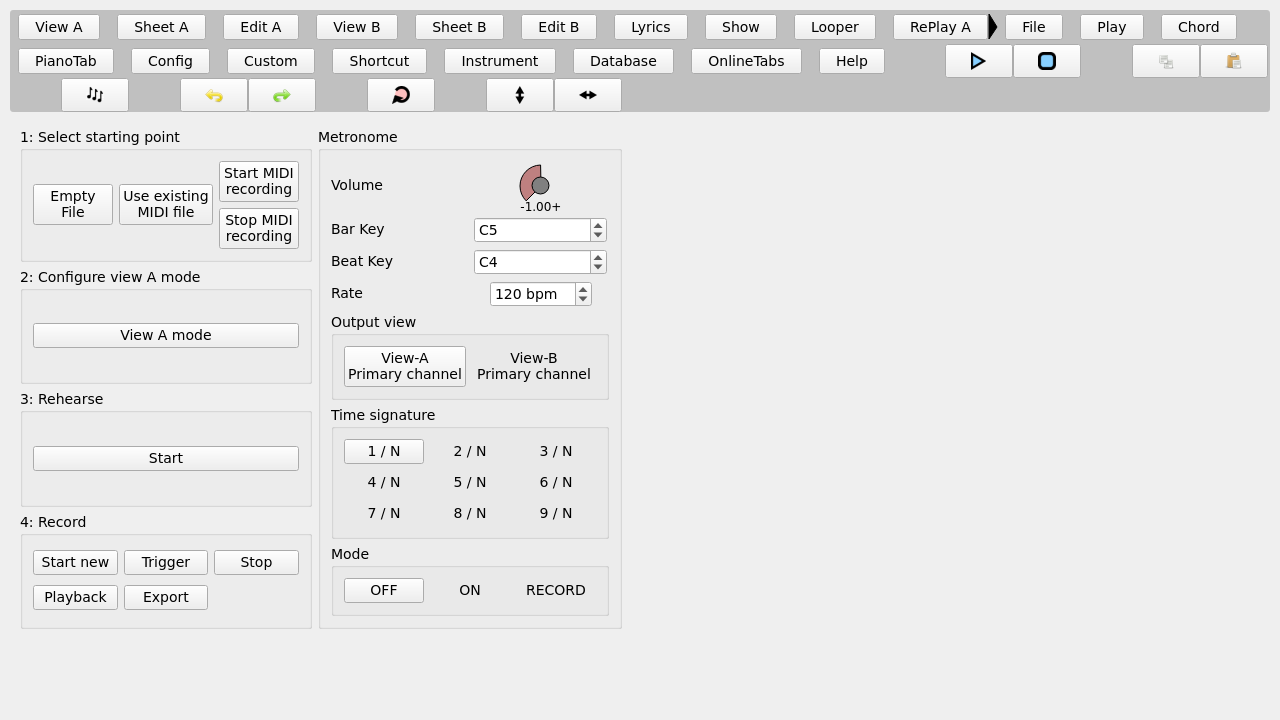 View A Sheet A Edit A View B Sheet B Edit B Lyrics Show Looper RePlay A File Play Chord
PianoTab Config Custom Shortcut Instrument Database OnlineTabs Help
1: Select starting point
Empty
File
Use existing
MIDI file
Start MIDI
recording
Stop MIDI
recording
2: Configure view A mode
View A mode
3: Rehearse
Start
4: Record
Start new Trigger Stop
Playback Export
Metronome
Volume
-1.00+
Bar Key C5
Beat Key C4
Rate 120 bpm
Output view
View-A
Primary channel
View-B
Primary channel
Time signature
1 / N 2 / N 3 / N
4 / N 5 / N 6 / N
7 / N 8 / N 9 / N
Mode
OFF ON RECORD